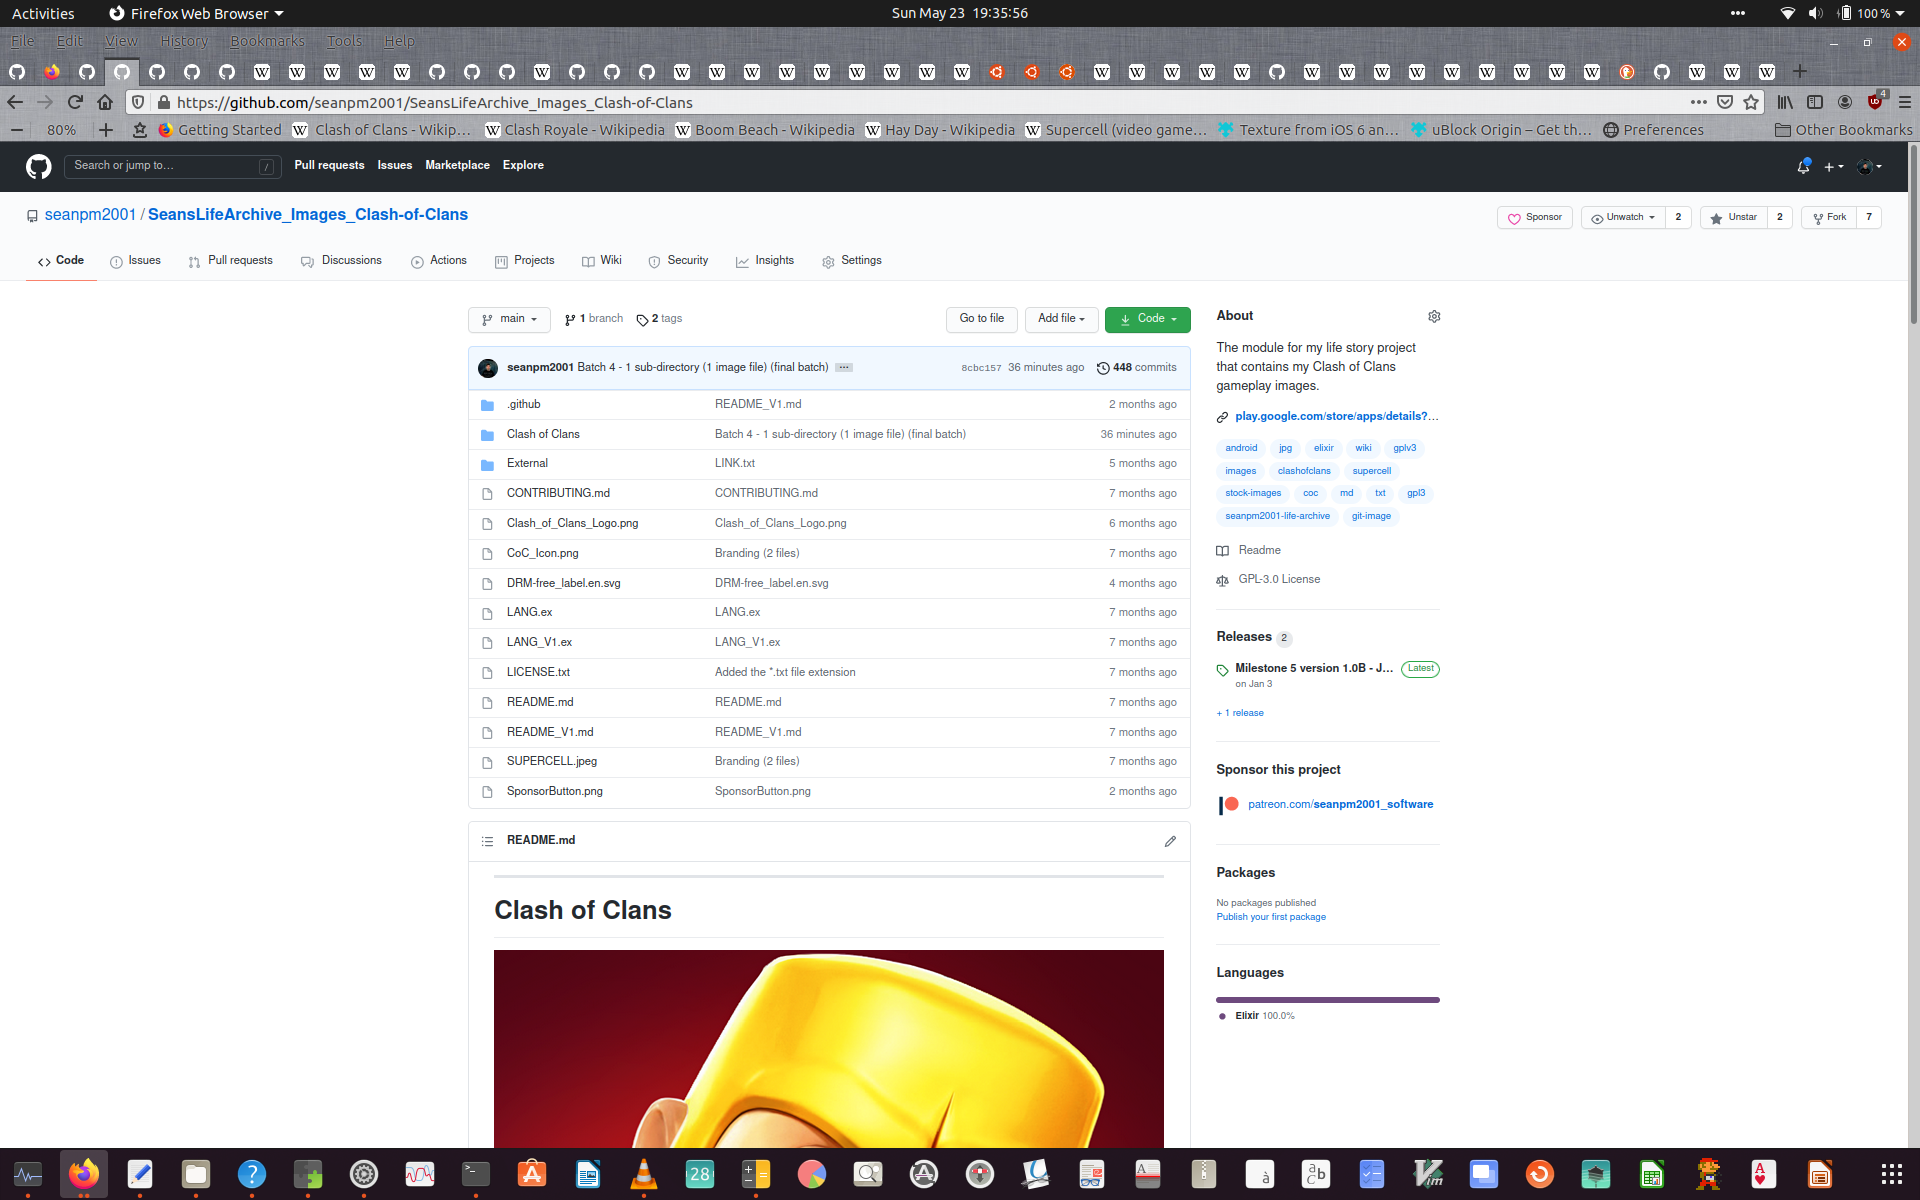 Activities Firefox Web Browser Sun May 23 19:35:56 100 %
File Edit View History Bookmarks Tools Help
https://github.com/seanpm2001/SeansLifeArchive_Images_Clash-of-Clans 4
80% Getting Started Clash of Clans - Wikip… Clash Royale - Wikipedia Boom Beach - Wikipedia Hay Day - Wikipedia Supercell (video game… Texture from iOS 6 an… uBlock Origin – Get th… Preferences Other Bookmarks
Search or jump to… / Pull requests Issues Marketplace Explore
seanpm2001 / SeansLifeArchive_Images_Clash-of-Clans Sponsor Unwatch 2 Unstar 2 Fork 7
Code Issues Pull requests Discussions Actions Projects Wiki Security Insights Settings
main 1 branch 2 tags Go to file Add file Code
seanpm2001 Batch 4 - 1 sub-directory (1 image file) (final batch) … 8cbc157 36 minutes ago 448 commits
.github README_V1.md 2 months ago
Clash of Clans Batch 4 - 1 sub-directory (1 image file) (final batch) 36 minutes ago
External LINK.txt 5 months ago
CONTRIBUTING.md CONTRIBUTING.md 7 months ago
Clash_of_Clans_Logo.png Clash_of_Clans_Logo.png 6 months ago
CoC_Icon.png Branding (2 files) 7 months ago
DRM-free_label.en.svg DRM-free_label.en.svg 4 months ago
LANG.ex LANG.ex 7 months ago
LANG_V1.ex LANG_V1.ex 7 months ago
LICENSE.txt Added the *.txt file extension 7 months ago
README.md README.md 7 months ago
README_V1.md README_V1.md 7 months ago
SUPERCELL.jpeg Branding (2 files) 7 months ago
SponsorButton.png SponsorButton.png 2 months ago
README.md
Clash of Clans
About
The module for my life story project
that contains my Clash of Clans
gameplay images.
play.google.com/store/apps/details?…
android jpg elixir wiki gplv3
images clashofclans supercell
stock-images coc md txt gpl3
seanpm2001-life-archive git-image
Readme
GPL-3.0 License
Releases 2
Milestone 5 version 1.0B - J… Latest
on Jan 3
+ 1 release
Sponsor this project
patreon.com/seanpm2001_software
Packages
No packages published
Publish your first package
Languages
Elixir 100.0%
28